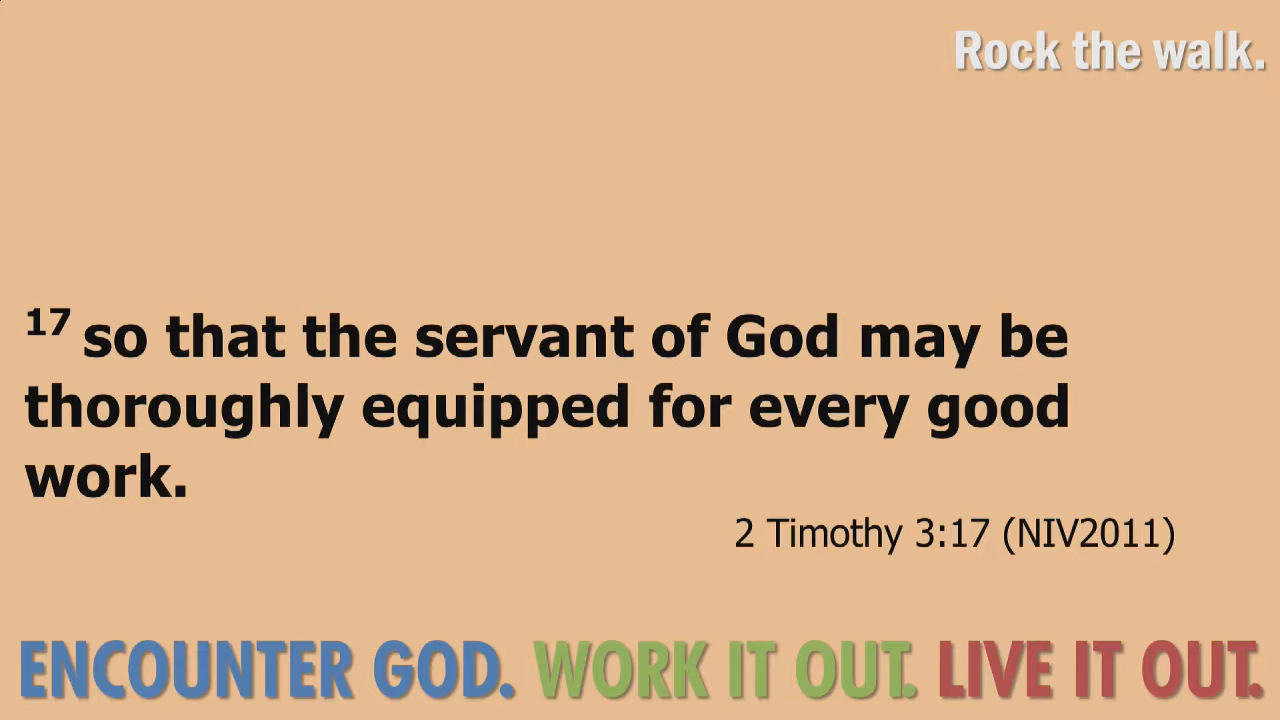 Rock the walk.
17 so that the servant of God may be
thoroughly equipped for every good
work.
2 Timothy 3:17 (NIV2011)
ENCOUNTER GOD. WORK IT OUT. LIVE IT OUT.